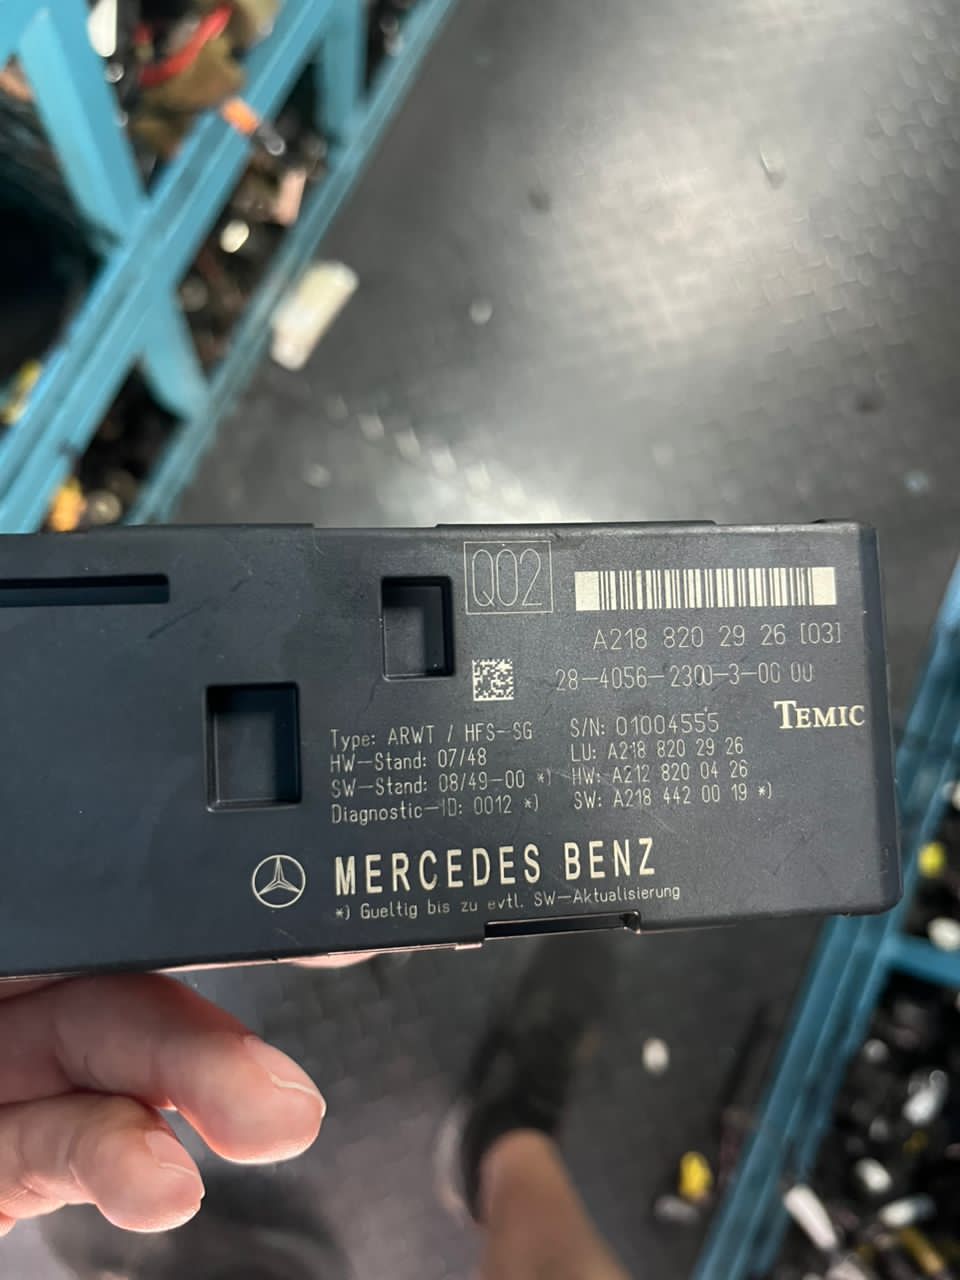 Q02
A218 820 29 26 [03]
28-4056-2300-3-00 00
TEMIC
Type: ARWT / HFS-SG
HW-Stand: 07/48
SW-Stand: 08/49-00 *)
Diagnostic-ID: 0012 *)
S/N: 01004555
LU: A218 820 29 26
HW: A212 820 04 26
SW: A218 442 00 19 *)
MERCEDES BENZ
*) Gueltig bis zu evtl. SW-Aktualisierung